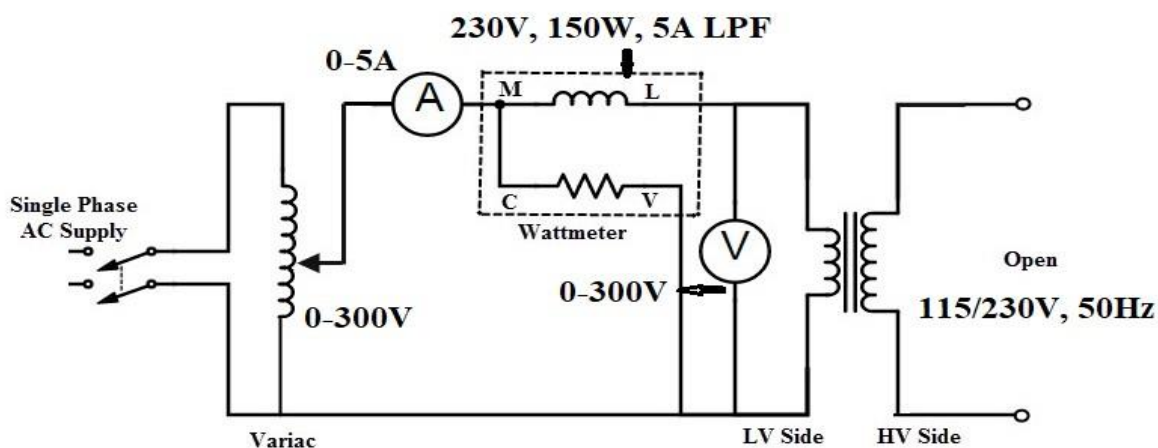 230V, 150W, 5A LPF
0-5A
A
M
L
C
V
Wattmeter
Single Phase
AC Supply
V
0-300V
0-300V
Open
115/230V, 50Hz
Variac
LV Side
HV Side